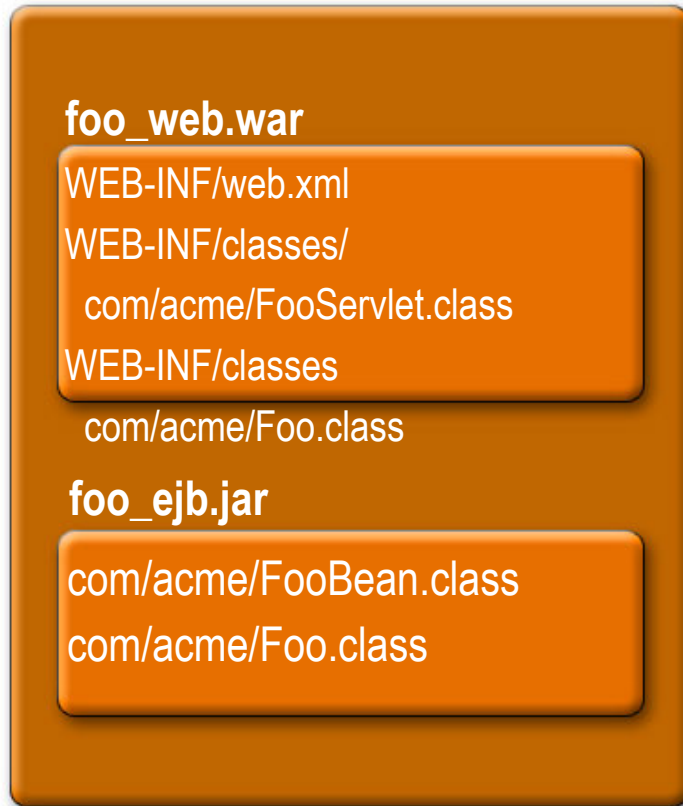 foo_web.war
WEB-INF/web.xml
WEB-INF/classes/
com/acme/FooServlet.class
WEB-INF/classes
com/acme/Foo.class
foo_ejb.jar
com/acme/FooBean.class
com/acme/Foo.class